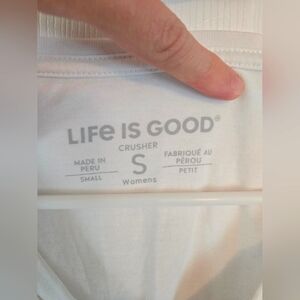 LIFE IS GOOD®
CRUSHER
MADE IN
PERU
SMALL
S
FABRIQUÉ AU
PÉROU
PETIT
Womens